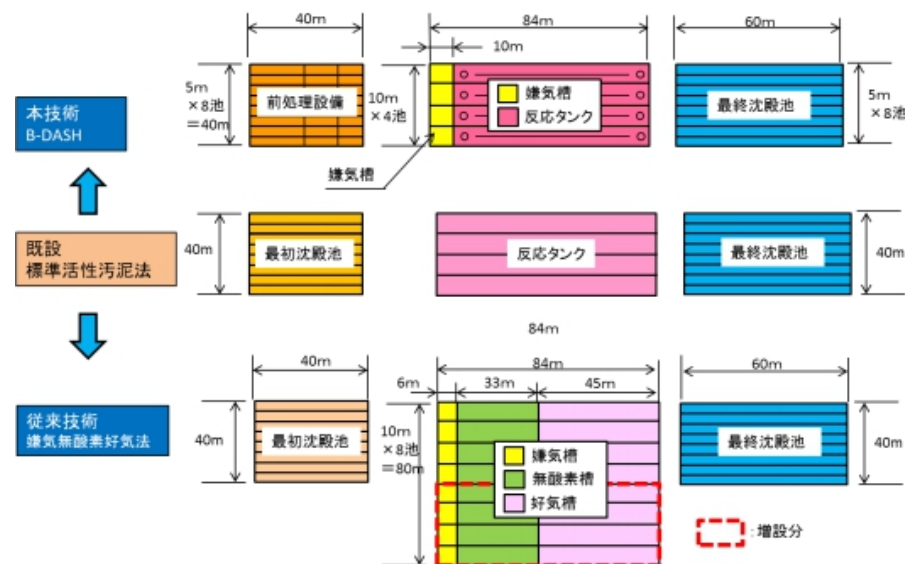 40m
84m
60m
10m
本技術
B-DASH
5m
×8池
＝40m
前処理設備
10m
×4池
嫌気槽
反応タンク
最終沈殿池
5m
×8池
嫌気槽
既設
標準活性汚泥法
40m
最初沈殿池
反応タンク
最終沈殿池
40m
84m
40m
84m
60m
6m
33m
45m
従来技術
嫌気無酸素好気法
40m
最初沈殿池
10m
×8池
＝80m
嫌気槽
無酸素槽
好気槽
最終沈殿池
40m
:増設分